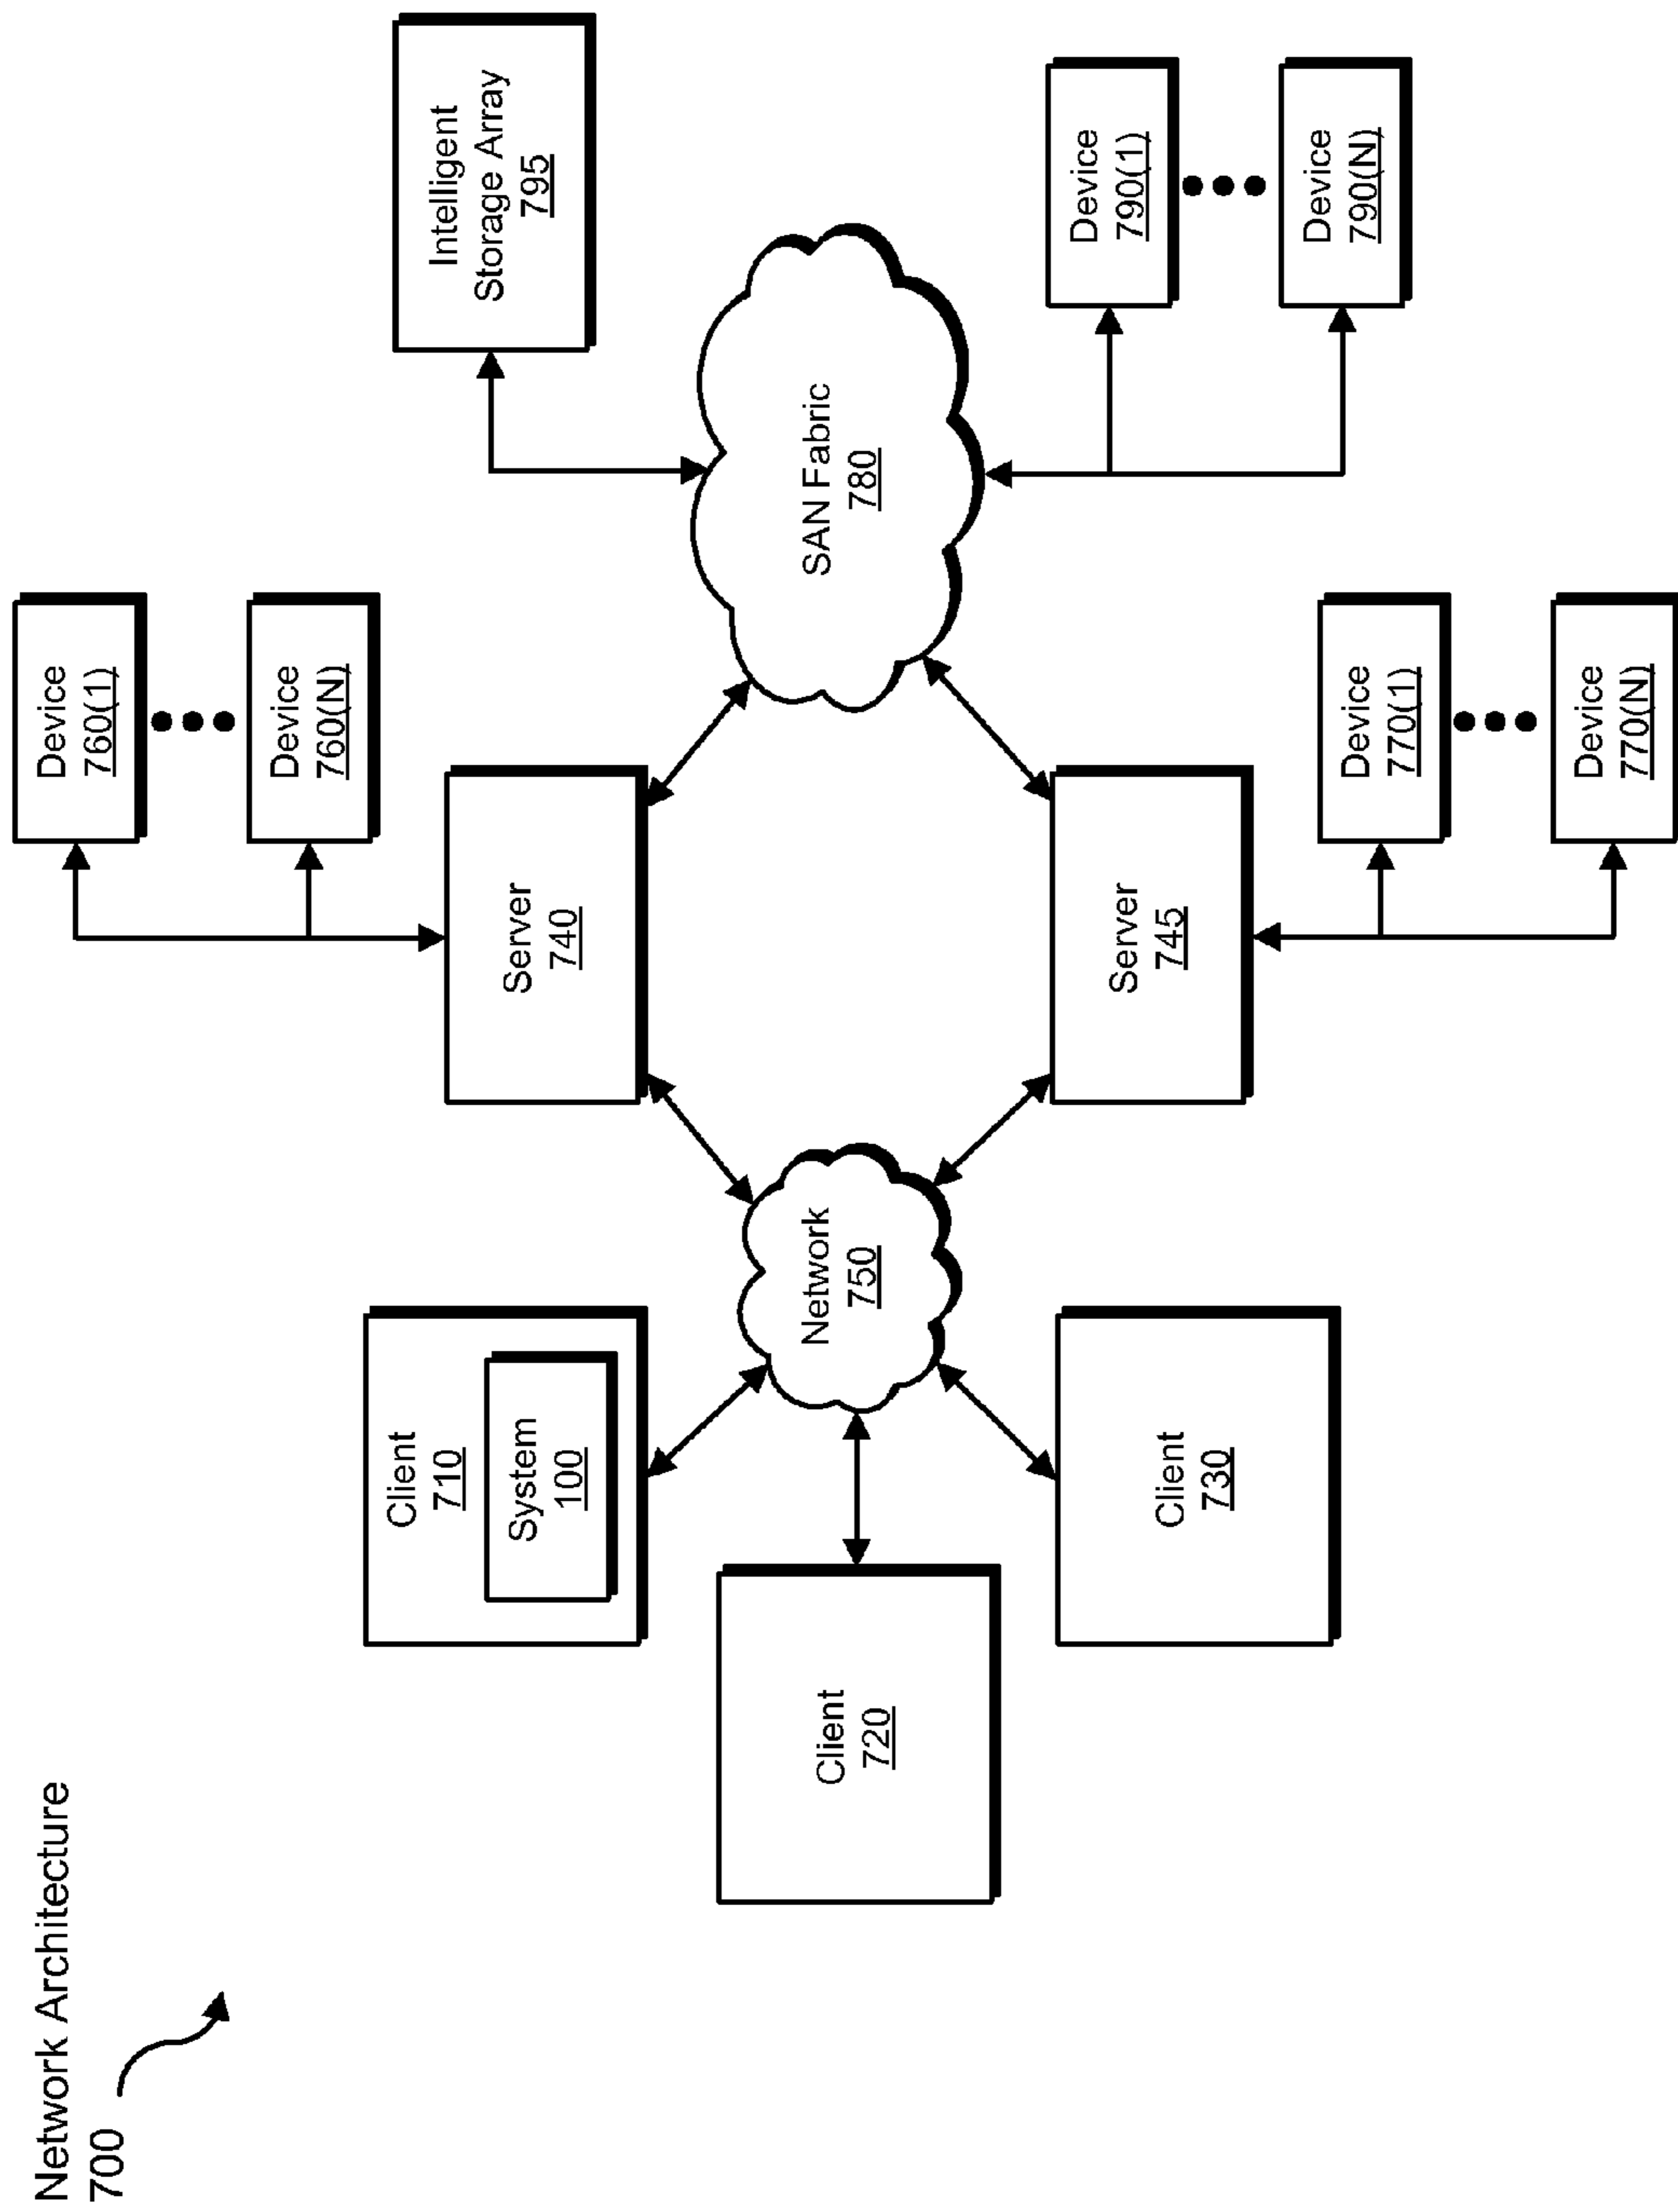 Network Architecture
700
Client
710
System
100
Client
720
Client
730
Network
750
Server
740
Server
745
Device
760(1)
Device
760(N)
Device
770(1)
Device
770(N)
SAN Fabric
780
Intelligent
Storage Array
795
Device
790(1)
Device
790(N)